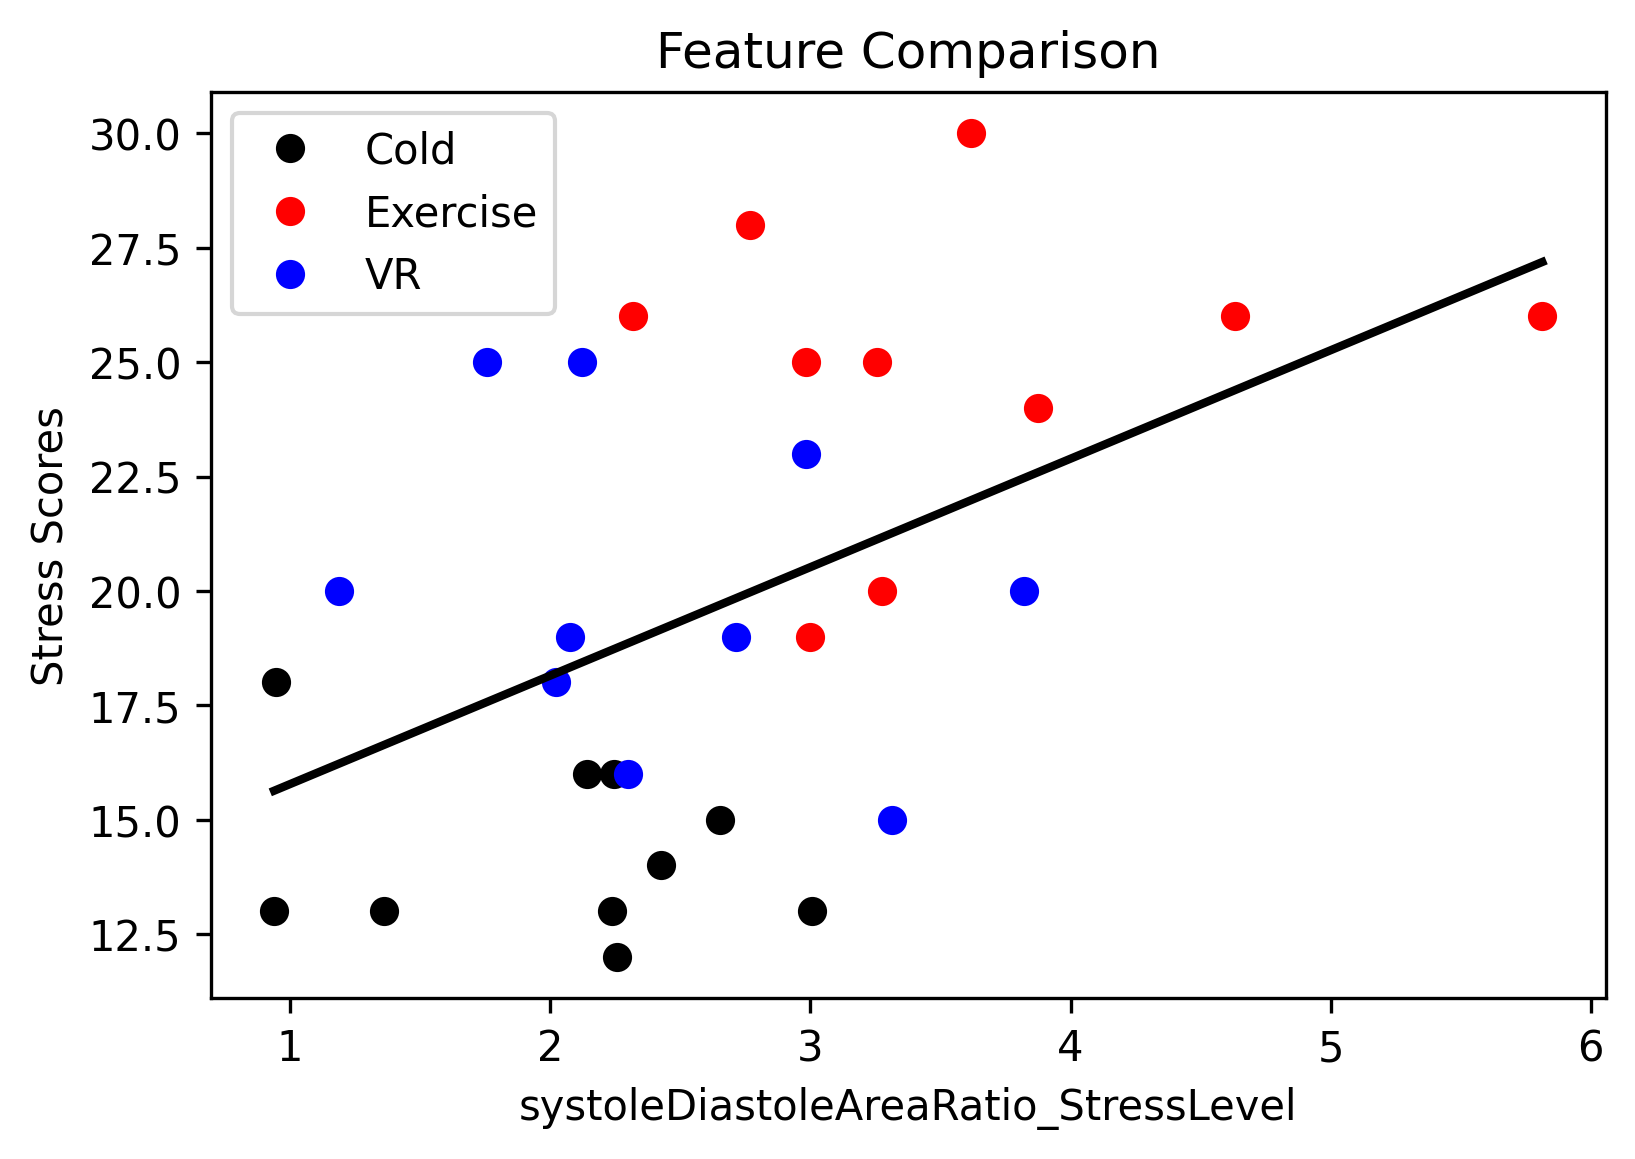 Feature Comparison
Cold
Exercise
VR
30.0
27.5
25.0
22.5
20.0
17.5
15.0
12.5
Stress Scores
1 2 3 4 5 6
systoleDiastoleAreaRatio_StressLevel